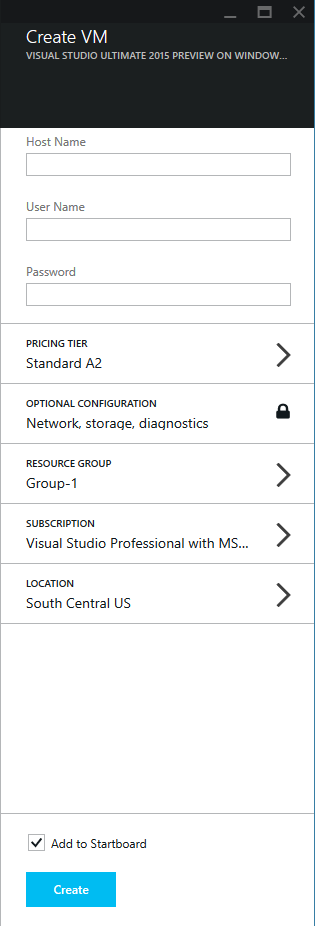 Create VM
VISUAL STUDIO ULTIMATE 2015 PREVIEW ON WINDOW...
Host Name
User Name
Password
PRICING TIER
Standard A2
OPTIONAL CONFIGURATION
Network, storage, diagnostics
RESOURCE GROUP
Group-1
SUBSCRIPTION
Visual Studio Professional with MS...
LOCATION
South Central US
Add to Startboard
Create